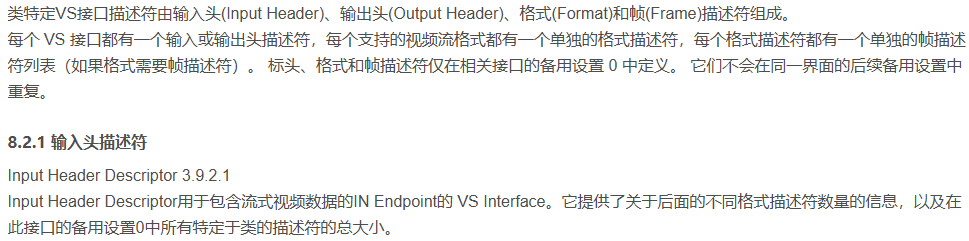 类特定VS接口描述符由输入头(Input Header)、输出头(Output Header)、格式(Format)和帧(Frame)描述符组成。
每个 VS 接口都有一个输入或输出头描述符，每个支持的视频流格式都有一个单独的格式描述符，每个格式描述符都有一个单独的帧描述
符列表（如果格式需要帧描述符）。 标头、格式和帧描述符仅在相关接口的备用设置 0 中定义。 它们不会在同一界面的后续备用设置中
重复。
8.2.1 输入头描述符
Input Header Descriptor 3.9.2.1
Input Header Descriptor用于包含流式视频数据的IN Endpoint的 VS Interface。它提供了关于后面的不同格式描述符数量的信息，以及在
此接口的备用设置0中所有特定于类的描述符的总大小。